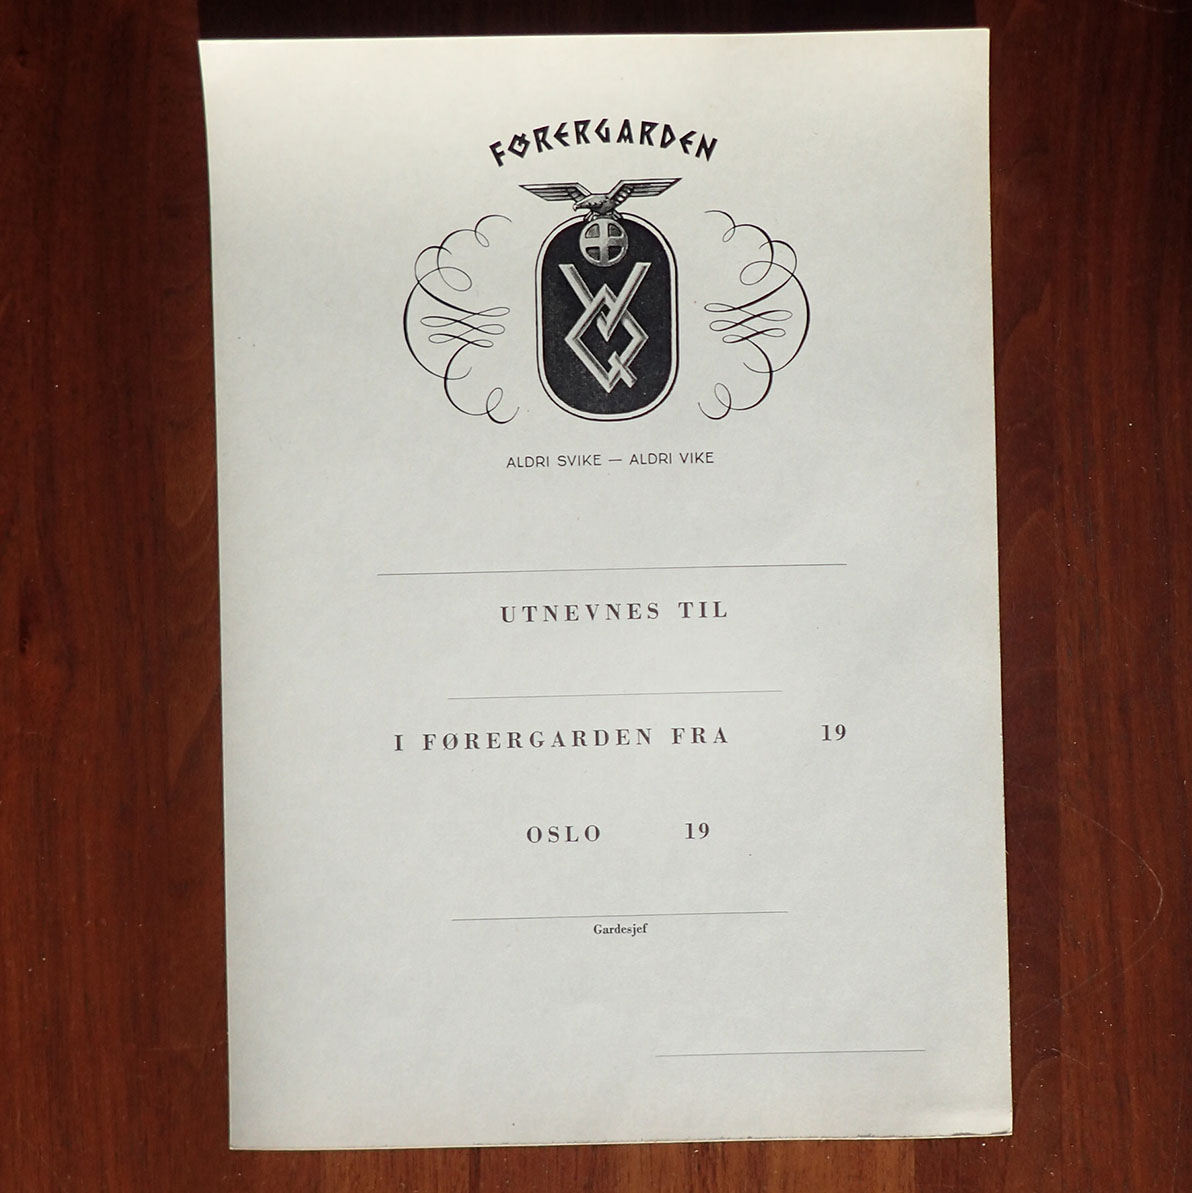 FØRERGARDEN
ALDRI SVIKE — ALDRI VIKE
UTNEVNES TIL
I FØRERGARDEN FRA 19
OSLO 19
Gardesjef